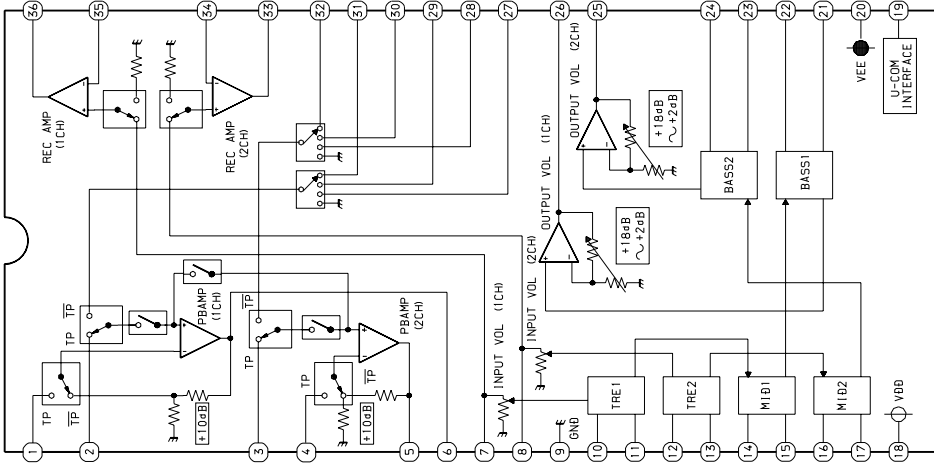 36
35
34
33
32
31
30
29
28
27
26
25
24
23
22
21
20
19
REC AMP
(1CH)
REC AMP
(2CH)
OUTPUT VOL (1CH)
OUTPUT VOL (2CH)
VEE
U-COM
INTERFACE
+18dB
~+2dB
+18dB
~+2dB
BASS2
BASS1
TP
TP
PBAMP
(1CH)
TP
TP
+10dB
TP
TP
PBAMP
(2CH)
TP
TP
+10dB
INPUT VOL (1CH)
INPUT VOL (2CH)
GND
TRE1
TRE2
MID1
MID2
VDD
1
2
3
4
5
6
7
8
9
10
11
12
13
14
15
16
17
18